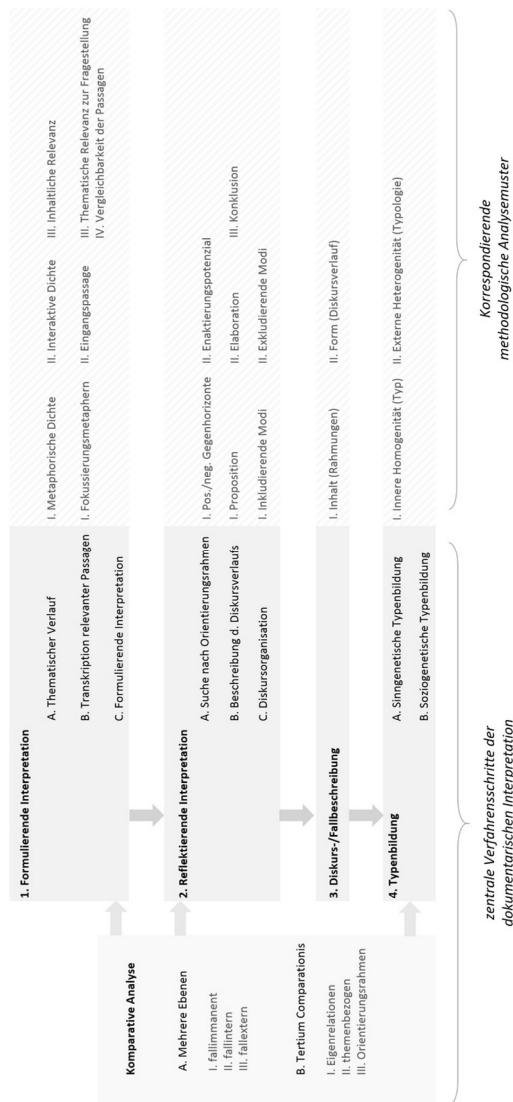 Komparative Analyse
A. Mehrere Ebenen
I. fallimmanent
II. fallintern
III. fallextern
B. Tertium Comparationis
I. Eigenrelationen
II. themenbezogen
III. Orientierungsrahmen
1. Formulierende Interpretation
A. Thematischer Verlauf
I. Metaphorische Dichte
II. Interaktive Dichte
III. Inhaltliche Relevanz
B. Transkription relevanter Passagen
I. Fokussierungsmetaphern
II. Eingangspassage
III. Thematische Relevanz zur Fragestellung
IV. Vergleichbarkeit der Passagen
C. Formulierende Interpretation
2. Reflektierende Interpretation
A. Suche nach Orientierungsrahmen
I. Pos./neg. Gegenhorizonte
II. Enaktierungspotenzial
B. Beschreibung d. Diskursverlaufs
I. Proposition
II. Elaboration
III. Konklusion
C. Diskursorganisation
I. Inkludierende Modi
II. Exkludierende Modi
3. Diskurs-/Fallbeschreibung
I. Inhalt (Rahmungen)
II. Form (Diskursverlauf)
4. Typenbildung
A. Sinngenetische Typenbildung
I. Innere Homogenität (Typ)
II. Externe Heterogenität (Typologie)
B. Soziogenetische Typenbildung
zentrale Verfahrensschritte der
dokumentarischen Interpretation
Korrespondierende
methodologische Analysemuster